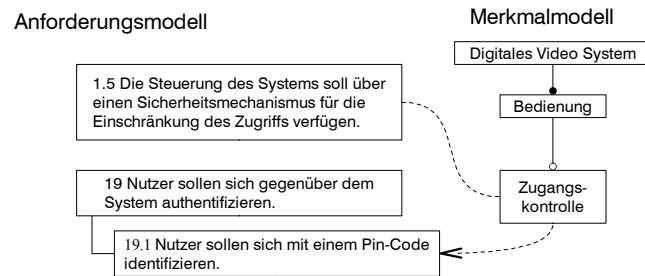 Anforderungsmodell
Merkmalmodell
Digitales Video System
Bedienung
1.5 Die Steuerung des Systems soll über
einen Sicherheitsmechanismus für die
Einschränkung des Zugriffs verfügen.
Zugangs-
kontrolle
19 Nutzer sollen sich gegenüber dem
System authentifizieren.
19.1 Nutzer sollen sich mit einem Pin-Code
identifizieren.